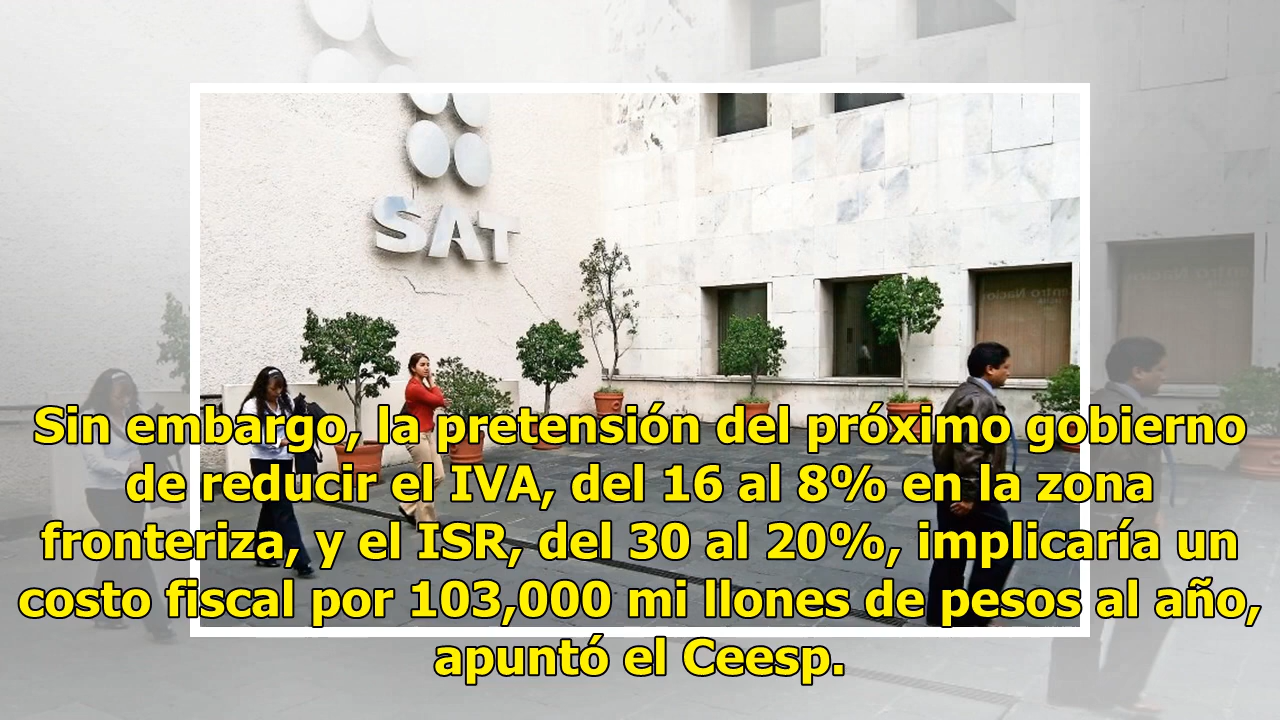 SAT
Sin embargo, la pretensión del próximo gobierno
de reducir el IVA, del 16 al 8% en la zona
fronteriza, y el ISR, del 30 al 20%, implicaría un
costo fiscal por 103,000 mi llones de pesos al año,
apuntó el Ceesp.